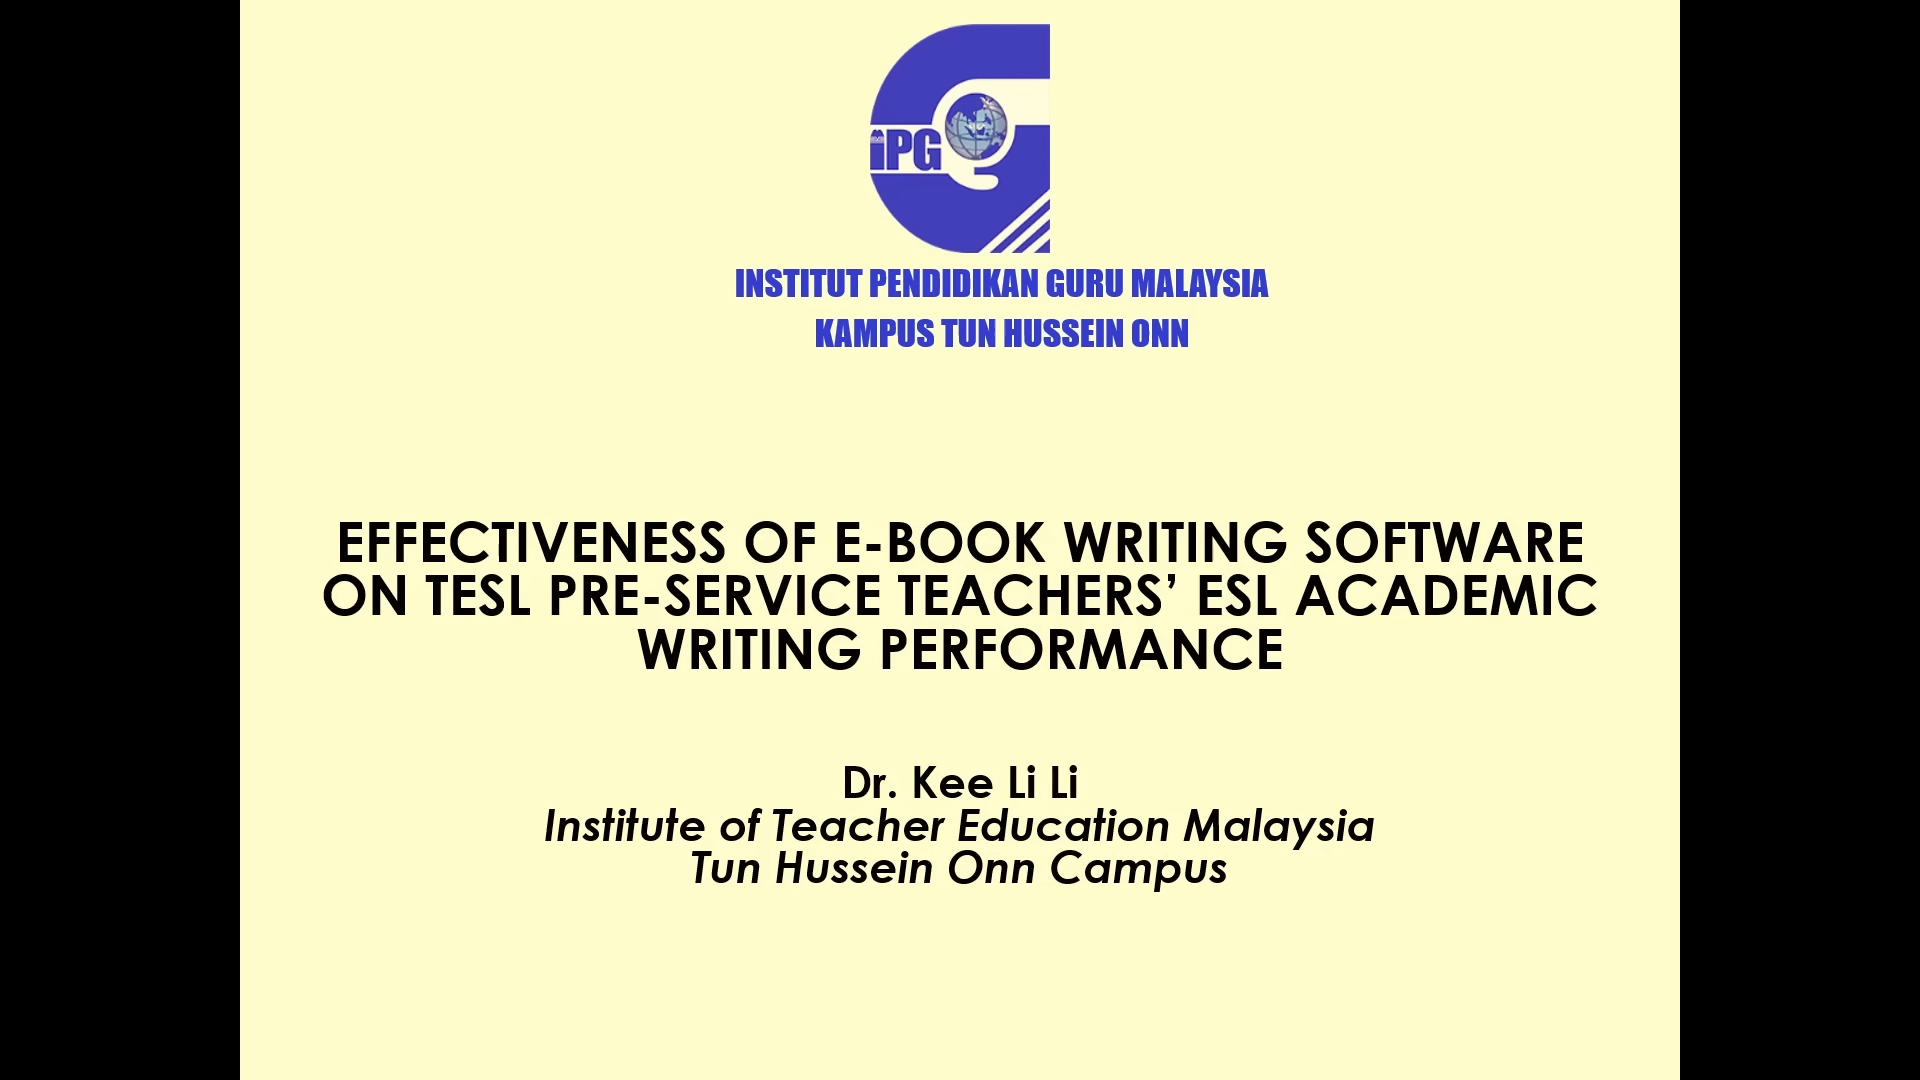 iPG
INSTITUT PENDIDIKAN GURU MALAYSIA
KAMPUS TUN HUSSEIN ONN
EFFECTIVENESS OF E-BOOK WRITING SOFTWARE
ON TESL PRE-SERVICE TEACHERS’ ESL ACADEMIC
WRITING PERFORMANCE
Dr. Kee Li Li
Institute of Teacher Education Malaysia
Tun Hussein Onn Campus